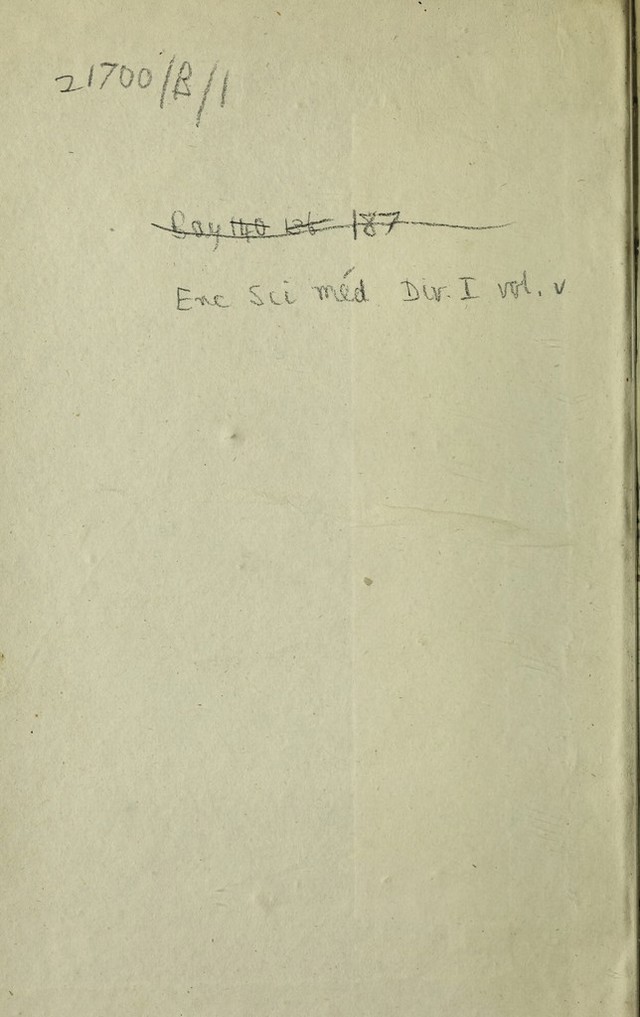 21700/B/1
187
Enc Sci méd Div. I vol. v